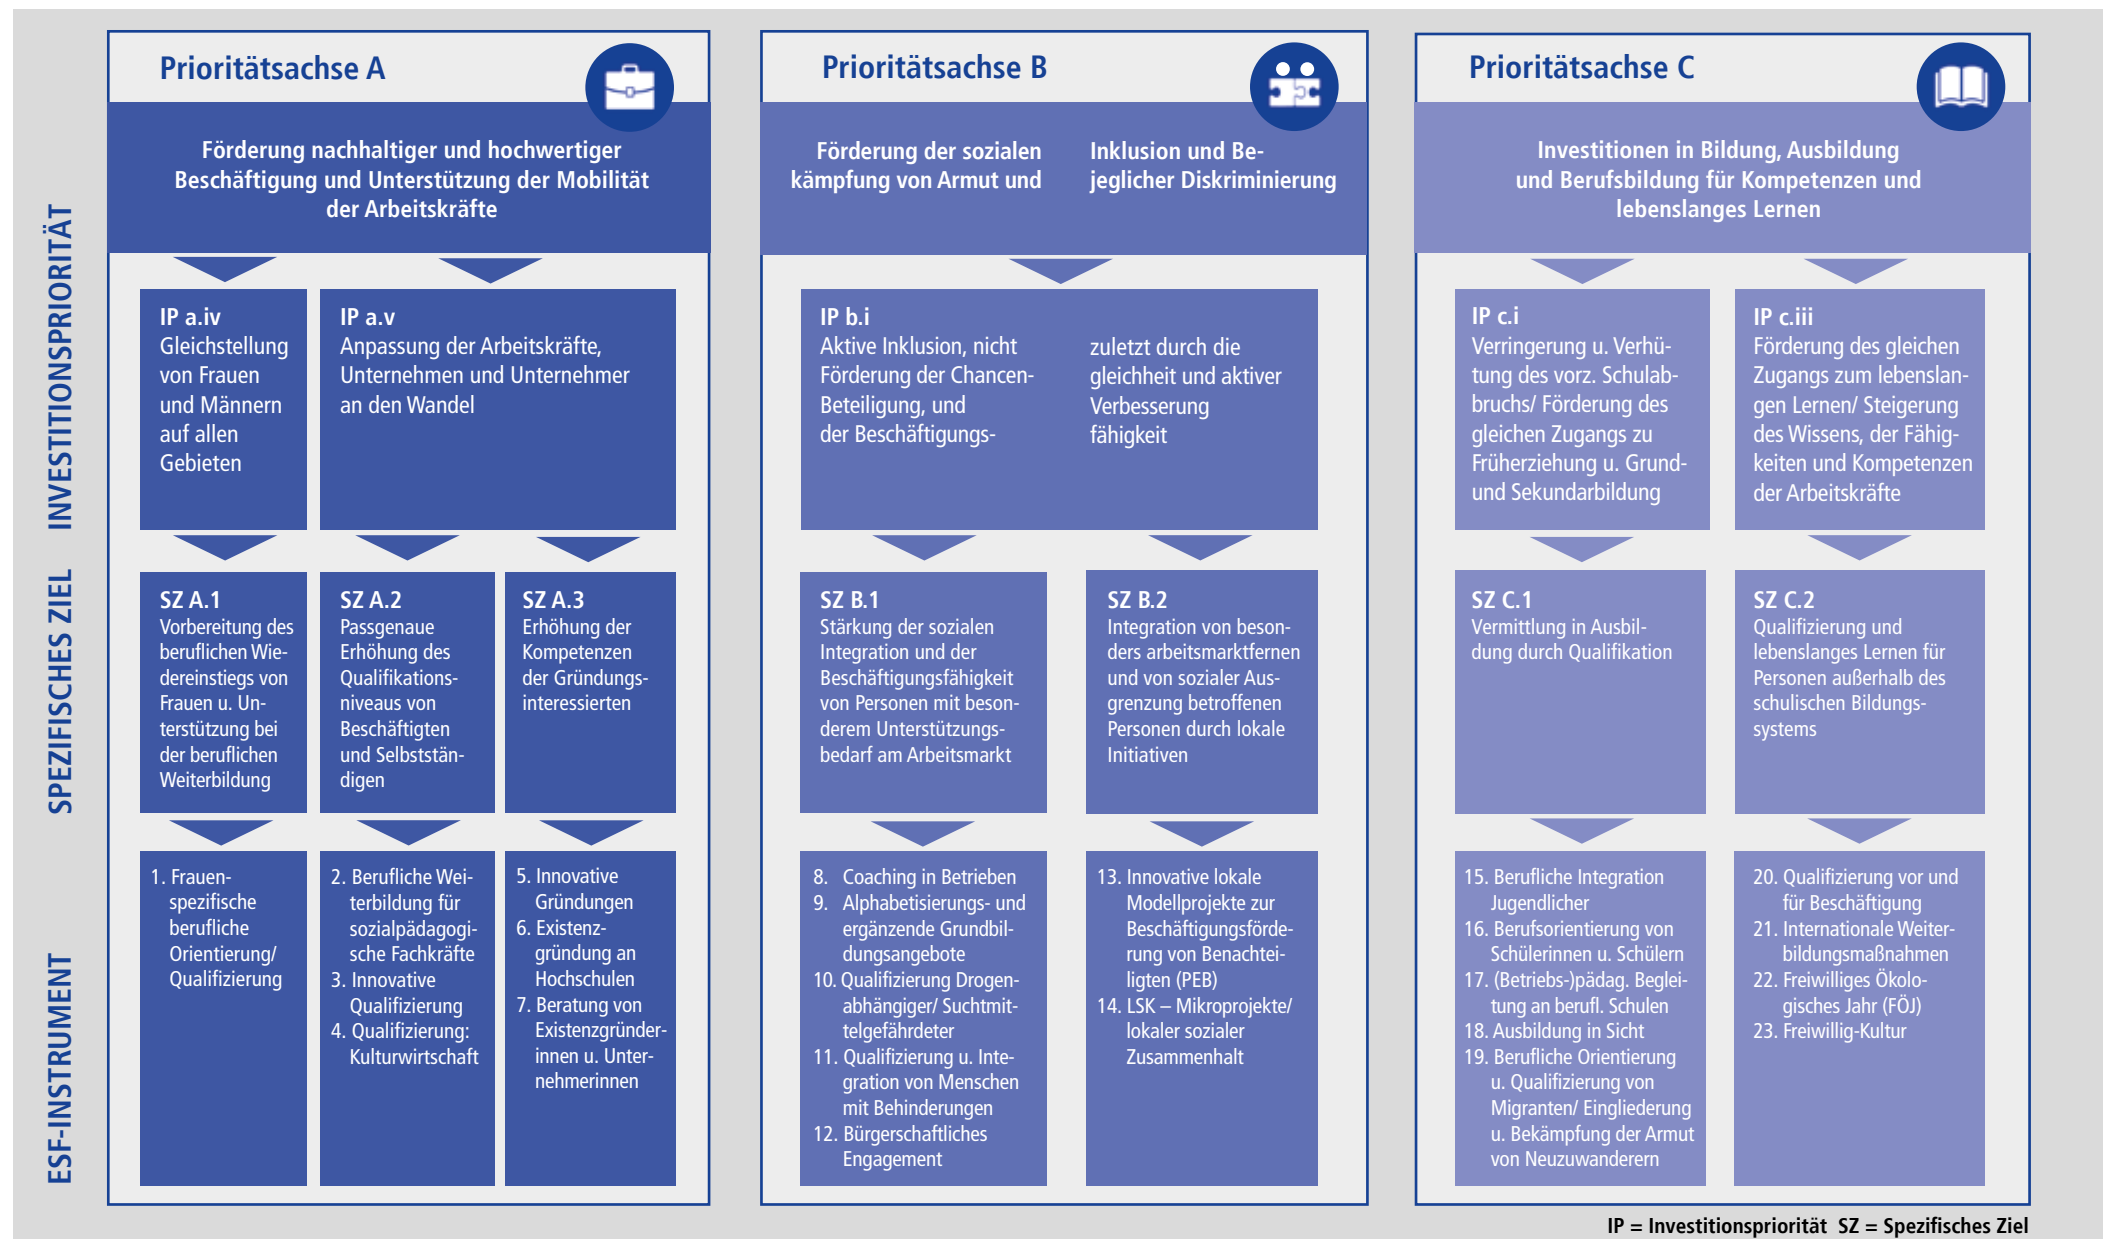 Prioritätsachse A
Förderung nachhaltiger und hochwertiger
Beschäftigung und Unterstützung der Mobilität
der Arbeitskräfte
Prioritätsachse B
Förderung der sozialen Inklusion und Be-
kämpfung von Armut und jeglicher Diskriminierung
Prioritätsachse C
Investitionen in Bildung, Ausbildung
und Berufsbildung für Kompetenzen und
lebenslanges Lernen
INVESTITIONSPRIORITÄT
IP a.iv
Gleichstellung
von Frauen
und Männern
auf allen
Gebieten
IP a.v
Anpassung der Arbeitskräfte,
Unternehmen und Unternehmer
an den Wandel
IP b.i
Aktive Inklusion, nicht zuletzt durch die
Förderung der Chancen- gleichheit und aktiver
Beteiligung, und Verbesserung
der Beschäftigungs- fähigkeit
IP c.i
Verringerung u. Verhü-
tung des vorz. Schulab-
bruchs/ Förderung des
gleichen Zugangs zu
Früherziehung u. Grund-
und Sekundarbildung
IP c.iii
Förderung des gleichen
Zugangs zum lebenslan-
gen Lernen/ Steigerung
des Wissens, der Fähig-
keiten und Kompetenzen
der Arbeitskräfte
SPEZIFISCHES ZIEL
SZ A.1
Vorbereitung des
beruflichen Wie-
dereinstiegs von
Frauen u. Un-
terstützung bei
der beruflichen
Weiterbildung
SZ A.2
Passgenaue
Erhöhung des
Qualifikations-
niveaus von
Beschäftigten
und Selbststän-
digen
SZ A.3
Erhöhung der
Kompetenzen
der Gründungs-
interessierten
SZ B.1
Stärkung der sozialen
Integration und der
Beschäftigungsfähigkeit
von Personen mit beson-
derem Unterstützungs-
bedarf am Arbeitsmarkt
SZ B.2
Integration von beson-
ders arbeitsmarktfernen
und von sozialer Aus-
grenzung betroffenen
Personen durch lokale
Initiativen
SZ C.1
Vermittlung in Ausbil-
dung durch Qualifikation
SZ C.2
Qualifizierung und
lebenslanges Lernen für
Personen außerhalb des
schulischen Bildungs-
systems
ESF-INSTRUMENT
1. Frauen-
spezifische
berufliche
Orientierung/
Qualifizierung
2. Berufliche Wei-
terbildung für
sozialpädagogi-
sche Fachkräfte
3. Innovative
Qualifizierung
4. Qualifizierung:
Kulturwirtschaft
5. Innovative
Gründungen
6. Existenz-
gründung an
Hochschulen
7. Beratung von
Existenzgründer-
innen u. Unter-
nehmerinnen
8. Coaching in Betrieben
9. Alphabetisierungs- und
ergänzende Grundbil-
dungsangebote
10. Qualifizierung Drogen-
abhängiger/ Suchtmit-
telgefährdeter
11. Qualifizierung u. Inte-
gration von Menschen
mit Behinderungen
12. Bürgerschaftliches
Engagement
13. Innovative lokale
Modellprojekte zur
Beschäftigungsförde-
rung von Benachtei-
ligten (PEB)
14. LSK – Mikroprojekte/
lokaler sozialer
Zusammenhalt
15. Berufliche Integration
Jugendlicher
16. Berufsorientierung von
Schülerinnen u. Schülern
17. (Betriebs-)pädag. Beglei-
tung an berufl. Schulen
18. Ausbildung in Sicht
19. Berufliche Orientierung
u. Qualifizierung von
Migranten/ Eingliederung
u. Bekämpfung der Armut
von Neuzuwanderern
20. Qualifizierung vor und
für Beschäftigung
21. Internationale Weiter-
bildungsmaßnahmen
22. Freiwilliges Ökolo-
gisches Jahr (FÖJ)
23. Freiwillig-Kultur
IP = Investitionspriorität SZ = Spezifisches Ziel